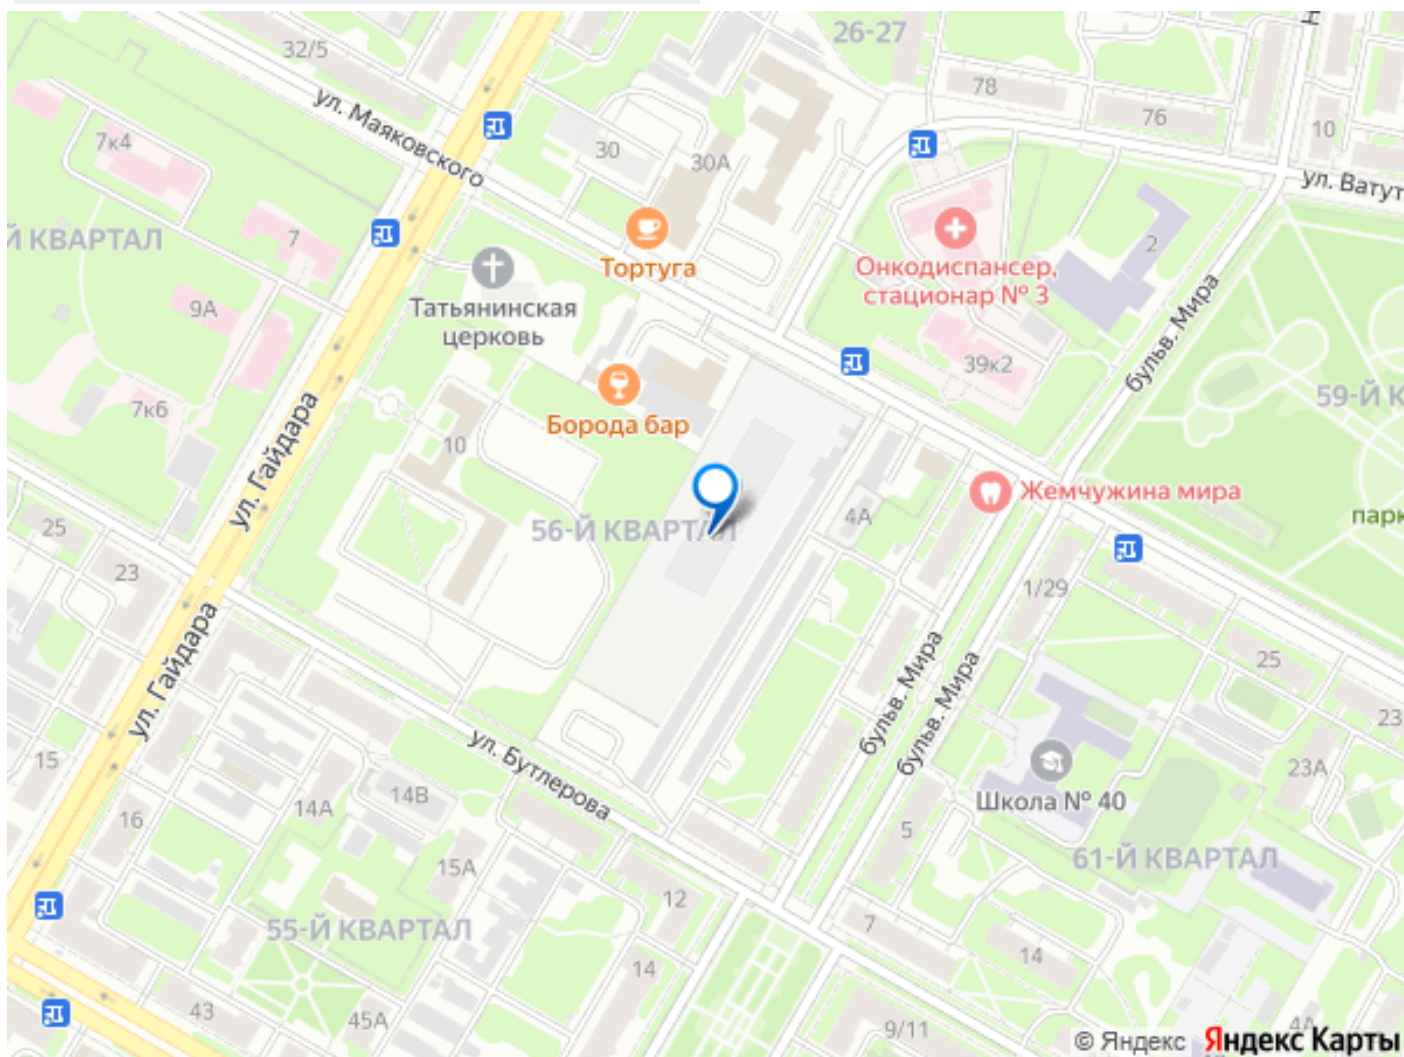 26-27
32/5
ул. Маяковского
7к4
30
30А
78
76
10
ул. Ватут
Й КВАРТАЛ
7
9А
7к6
Тортуга
Татьянинская
церковь
Онкодиспансер,
стационар № 3
2
39к2
бульв. Мира
59-Й К
Борода бар
10
ул. Гайдара
56-Й КВАРТАЛ
4А
Жемчужина мира
парк
25
23
1/29
25
23
23А
ул. Гайдара
бульв. Мира
бульв. Мира
ул. Бутлерова
15
16
14А
14В
15А
Школа № 40
5
61-Й КВАРТАЛ
12
7
55-Й КВАРТАЛ
14
14
43
45А
9/11
4А
© Яндекс Яндекс Карты